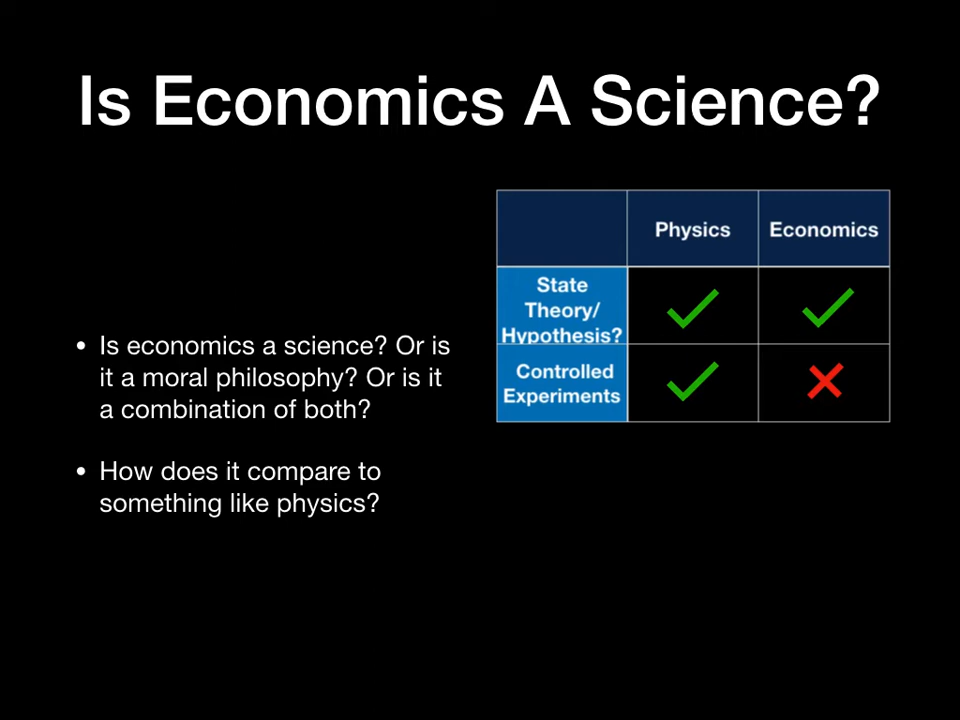 Is Economics A Science?
• Is economics a science? Or is
it a moral philosophy? Or is it
a combination of both?
• How does it compare to
something like physics?
Physics Economics
State
Theory/
Hypothesis?
Controlled
Experiments